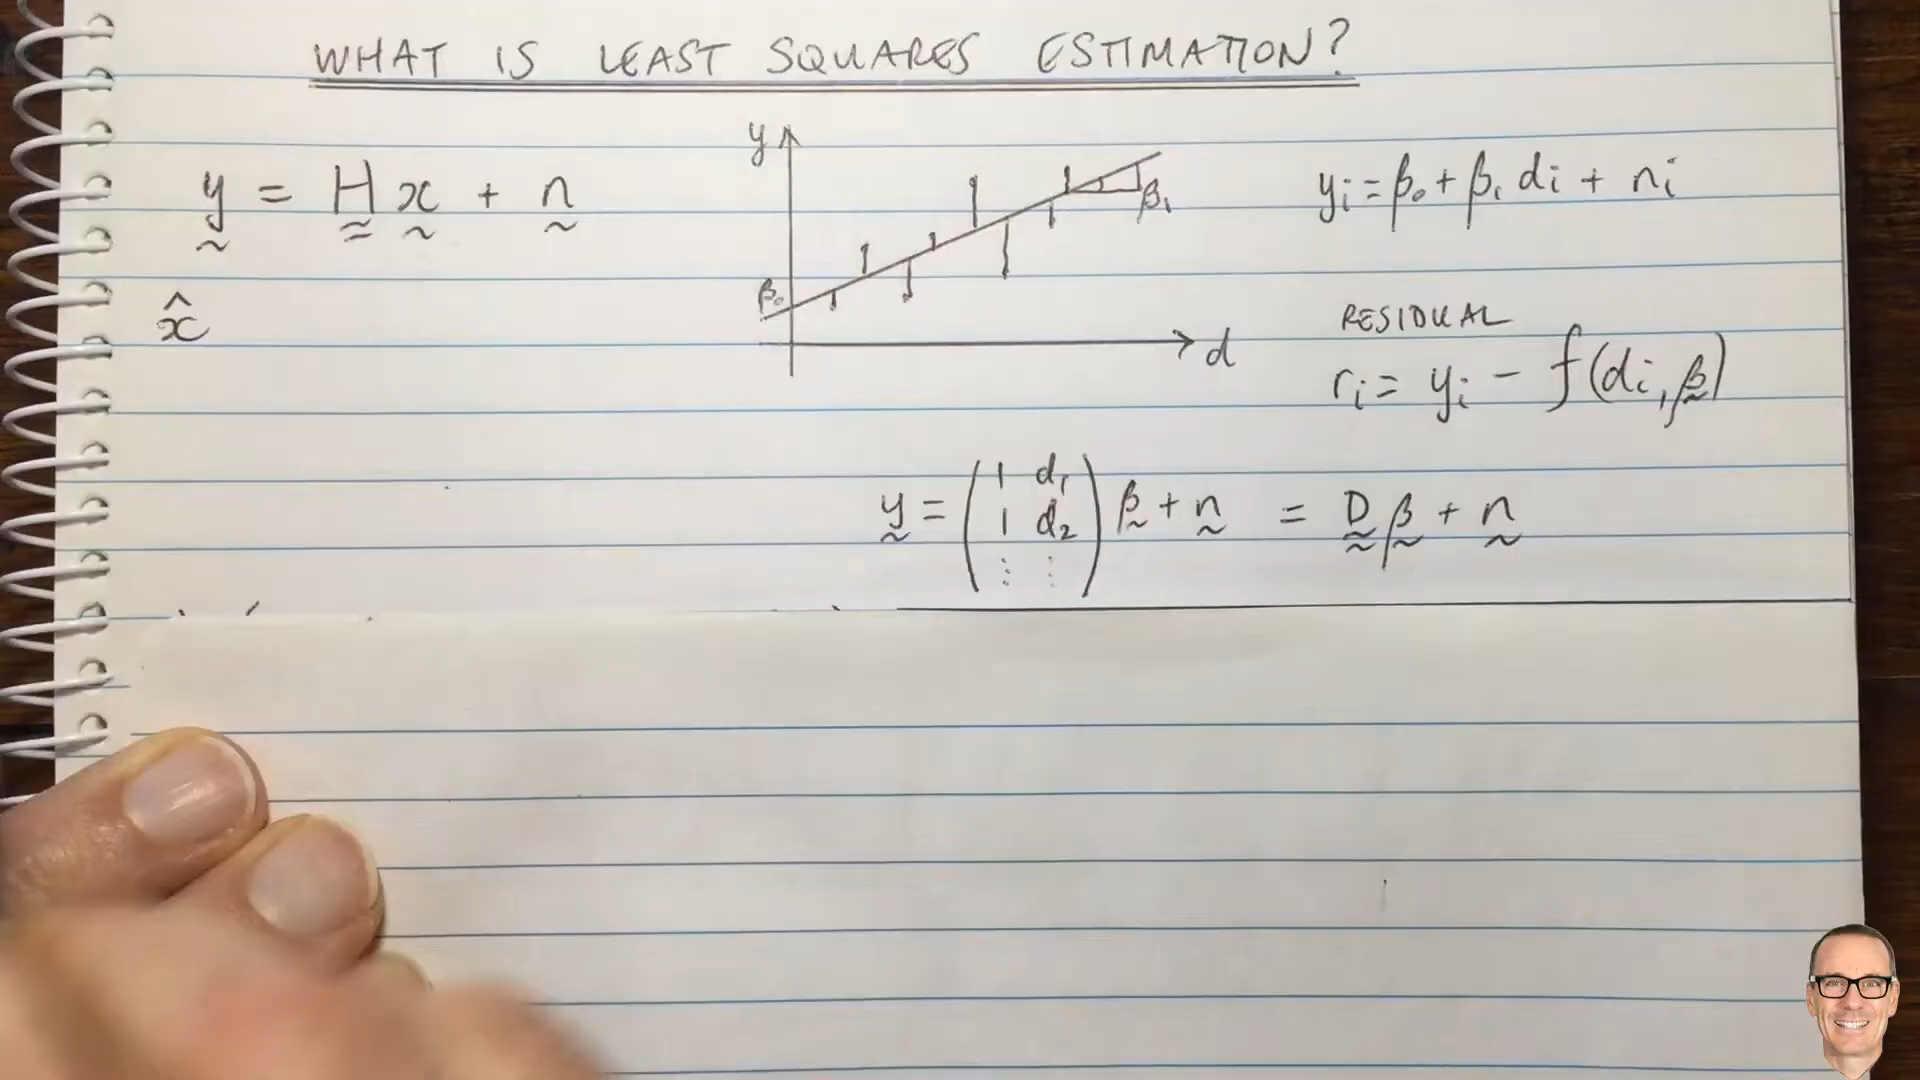 WHAT IS LEAST SQUARES ESTIMATION?
y = H x + n
y
β₁
β₀
d
yᵢ = β₀ + β₁ dᵢ + nᵢ
x̂
RESIDUAL
rᵢ = yᵢ - f(dᵢ, β)
y = ( 1 d₁
1 d₂
⋮ ⋮ ) β + n = D β + n